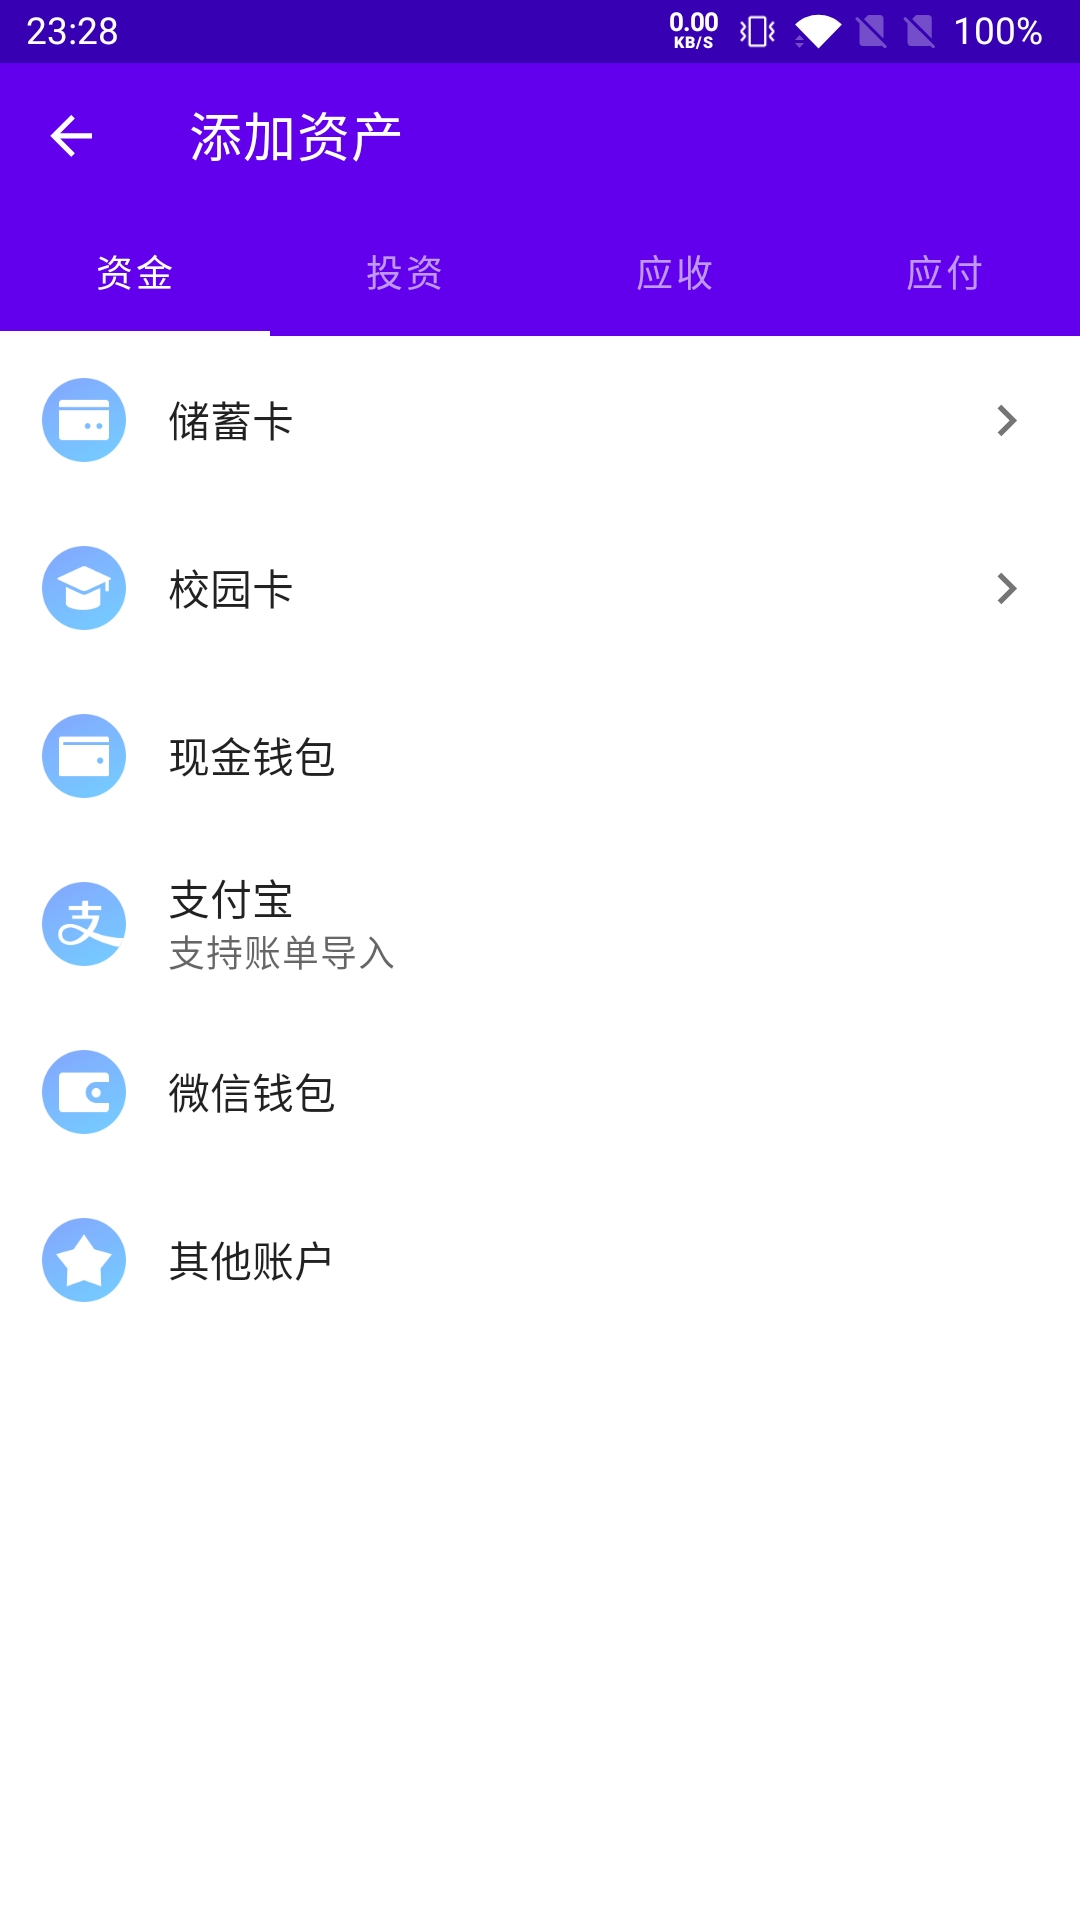 23:28
0.00
KB/S
100%
添加资产
资金
投资
应收
应付
储蓄卡
校园卡
现金钱包
支付宝
支持账单导入
微信钱包
其他账户